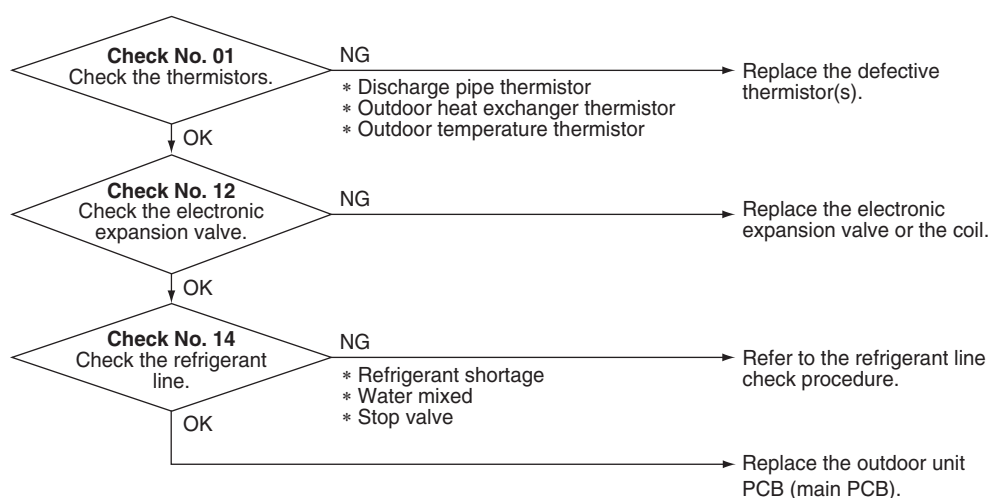 Check No. 01
Check the thermistors.
NG
∗ Discharge pipe thermistor
∗ Outdoor heat exchanger thermistor
∗ Outdoor temperature thermistor
Replace the defective
thermistor(s).
OK
Check No. 12
Check the electronic
expansion valve.
NG
Replace the electronic
expansion valve or the coil.
OK
Check No. 14
Check the refrigerant
line.
NG
∗ Refrigerant shortage
∗ Water mixed
∗ Stop valve
Refer to the refrigerant line
check procedure.
OK
Replace the outdoor unit
PCB (main PCB).